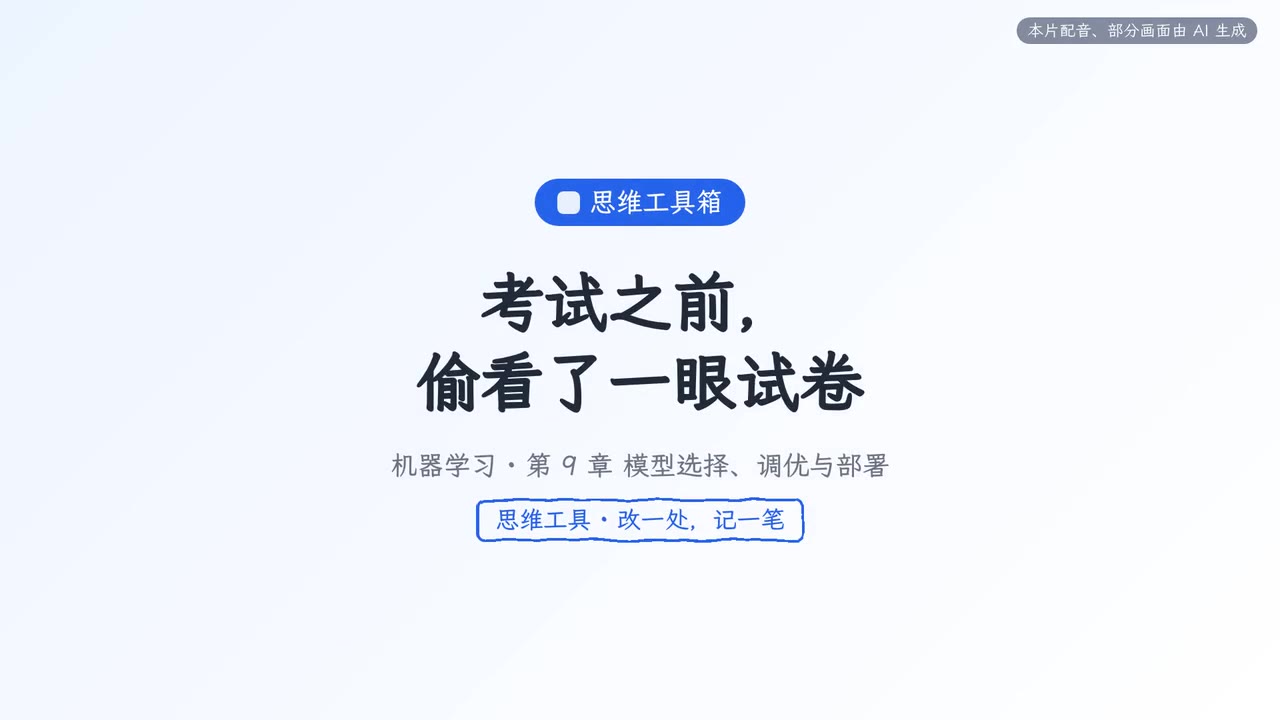 本片配音、部分画面由 AI 生成
思维工具箱
考试之前，
偷看了一眼试卷
机器学习·第 9 章 模型选择、调优与部署
思维工具·改一处，记一笔